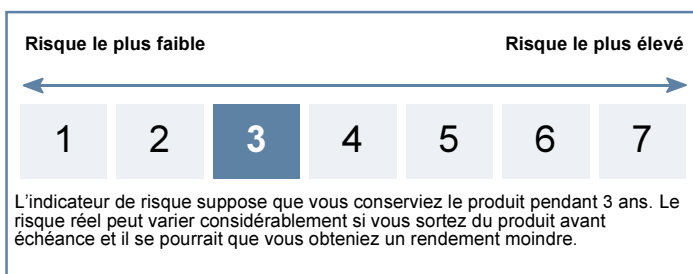 Risque le plus faible Risque le plus élevé
1 2 3 4 5 6 7
L'indicateur de risque suppose que vous conserviez le produit pendant 3 ans. Le
risque réel peut varier considérablement si vous sortez du produit avant
échéance et il se pourrait que vous obteniez un rendement moindre.